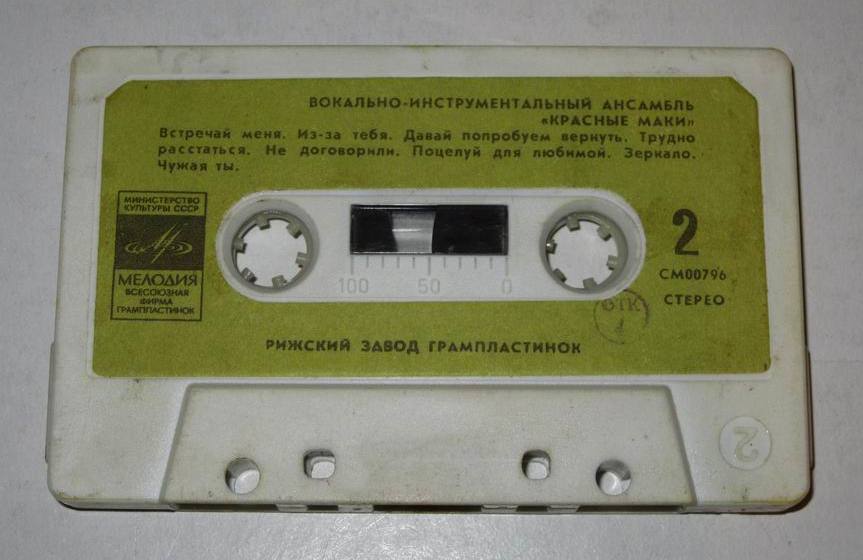 ВОКАЛЬНО-ИНСТРУМЕНТАЛЬНЫЙ АНСАМБЛЬ
«КРАСНЫЕ МАКИ»
Встречай меня. Из-за тебя. Давай попробуем вернуть. Трудно
расстаться. Не договорили. Поцелуй для любимой. Зеркало.
Чужая ты.
МИНИСТЕРСТВО
КУЛЬТУРЫ СССР
МЕЛОДИЯ
ВСЕСОЮЗНАЯ
ФИРМА
ГРАМПЛАСТИНОК
100 50 0
2
СМ00796
СТЕРЕО
ОТК
РИЖСКИЙ ЗАВОД ГРАМПЛАСТИНОК
2